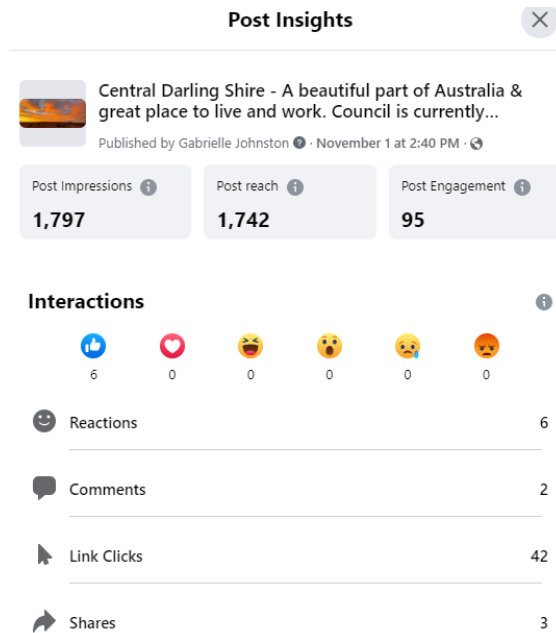 Post Insights
Central Darling Shire - A beautiful part of Australia &
great place to live and work. Council is currently...
Published by Gabrielle Johnston · November 1 at 2:40 PM ·
Post Impressions Post reach Post Engagement
1,797 1,742 95
Interactions
6 0 0 0 0 0
Reactions 6
Comments 2
Link Clicks 42
Shares 3